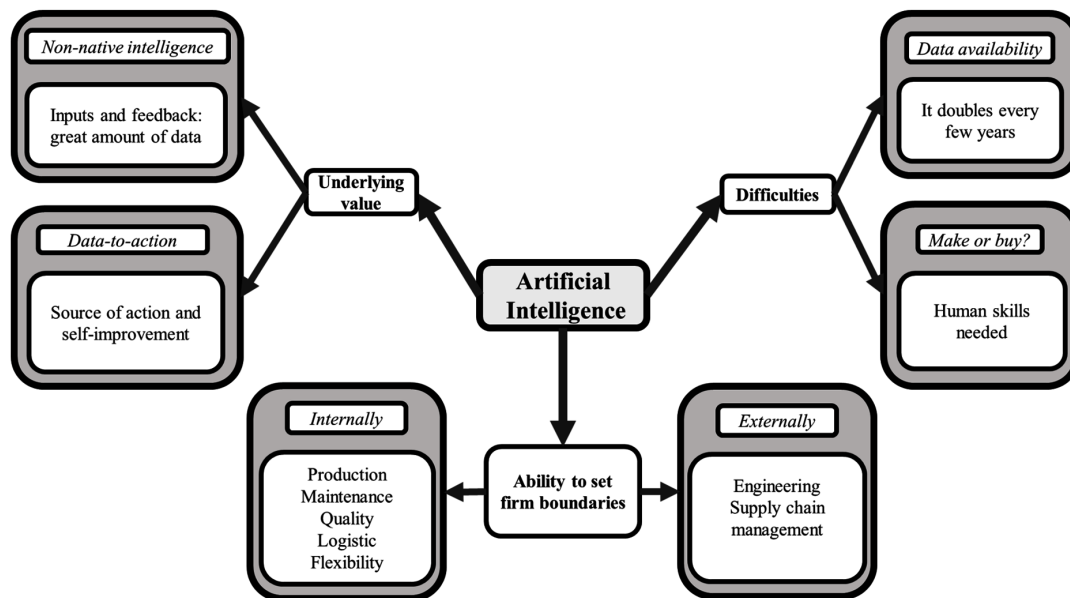 Non-native intelligence
Inputs and feedback:
great amount of data
Data availability
It doubles every
few years
Underlying
value
Difficulties
Data-to-action
Source of action and
self-improvement
Make or buy?
Human skills
needed
Artificial
Intelligence
Internally
Production
Maintenance
Quality
Logistic
Flexibility
Ability to set
firm boundaries
Externally
Engineering
Supply chain
management